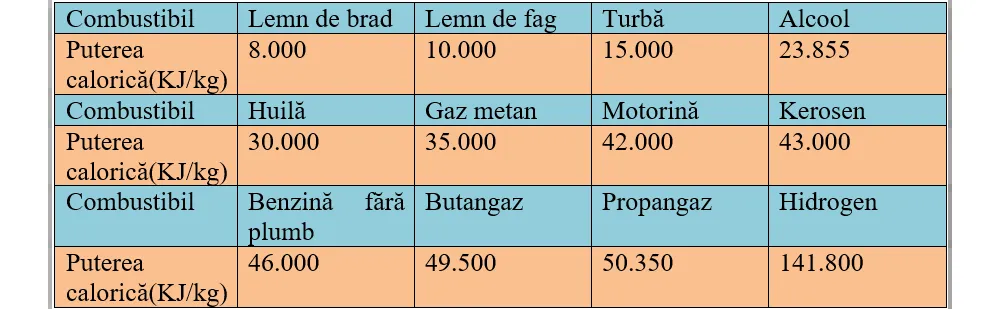 Combustibil Lemn de brad Lemn de fag Turbă Alcool
Puterea 8.000 10.000 15.000 23.855
calorică(KJ/kg)
Combustibil Huilă Gaz metan Motorină Kerosen
Puterea 30.000 35.000 42.000 43.000
calorică(KJ/kg)
Combustibil Benzină fără Butangaz Propangaz Hidrogen
plumb
Puterea 46.000 49.500 50.350 141.800
calorică(KJ/kg)